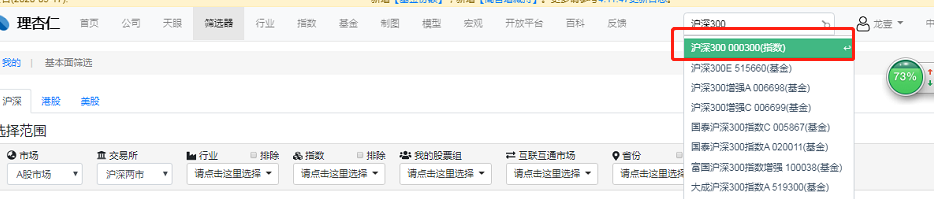 理杏仁 首页 公司 天眼 筛选器 行业 指数 基金 制图 模型 宏观 开放平台 百科 反馈 沪深300 龙壹
沪深300 000300(指数)
我的 | 基本面筛选
沪深300E 515660(基金)
73%
沪深300增强A 006698(基金)
沪深 港股 美股
沪深300增强C 006699(基金)
国泰沪深300指数C 005867(基金)
选择范围
国泰沪深300指数A 020011(基金)
市场 交易所 行业 排除 指数 排除 我的股票组 互联互通市场 省份
A股市场 沪深两市 请点击这里选择 请点击这里选择 请点击这里选择 请点击这里选择 请点击
富国沪深300指数增强 100038(基金)
大成沪深300指数A 519300(基金)